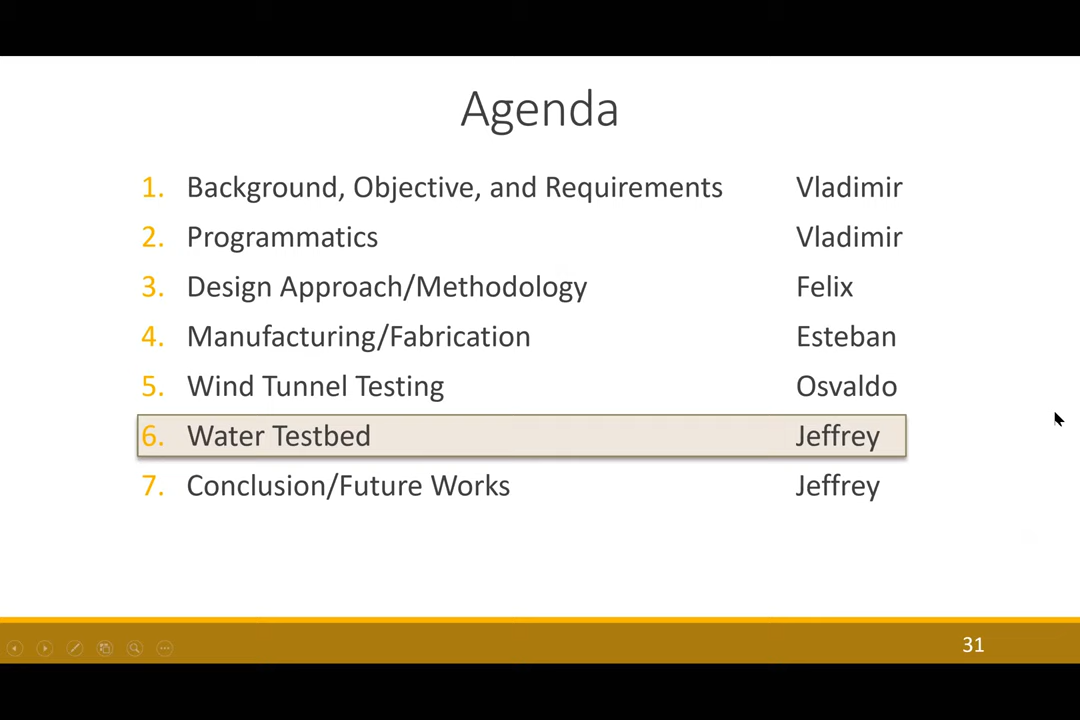 Agenda
1. Background, Objective, and Requirements Vladimir
2. Programmatics Vladimir
3. Design Approach/Methodology Felix
4. Manufacturing/Fabrication Esteban
5. Wind Tunnel Testing Osvaldo
6. Water Testbed Jeffrey
7. Conclusion/Future Works Jeffrey
31